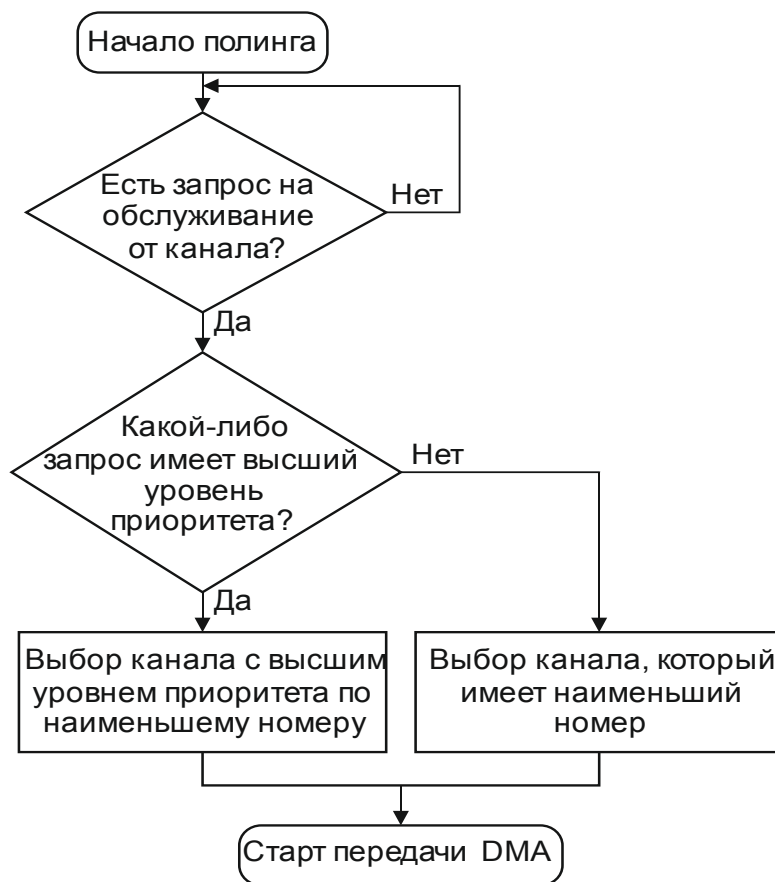 Начало полинга
Есть запрос на
обслуживание
от канала?
Нет
Да
Какой-либо
запрос имеет высший
уровень
приоритета?
Нет
Да
Выбор канала с высшим
уровнем приоритета по
наименьшему номеру
Выбор канала, который
имеет наименьший
номер
Старт передачи DMA